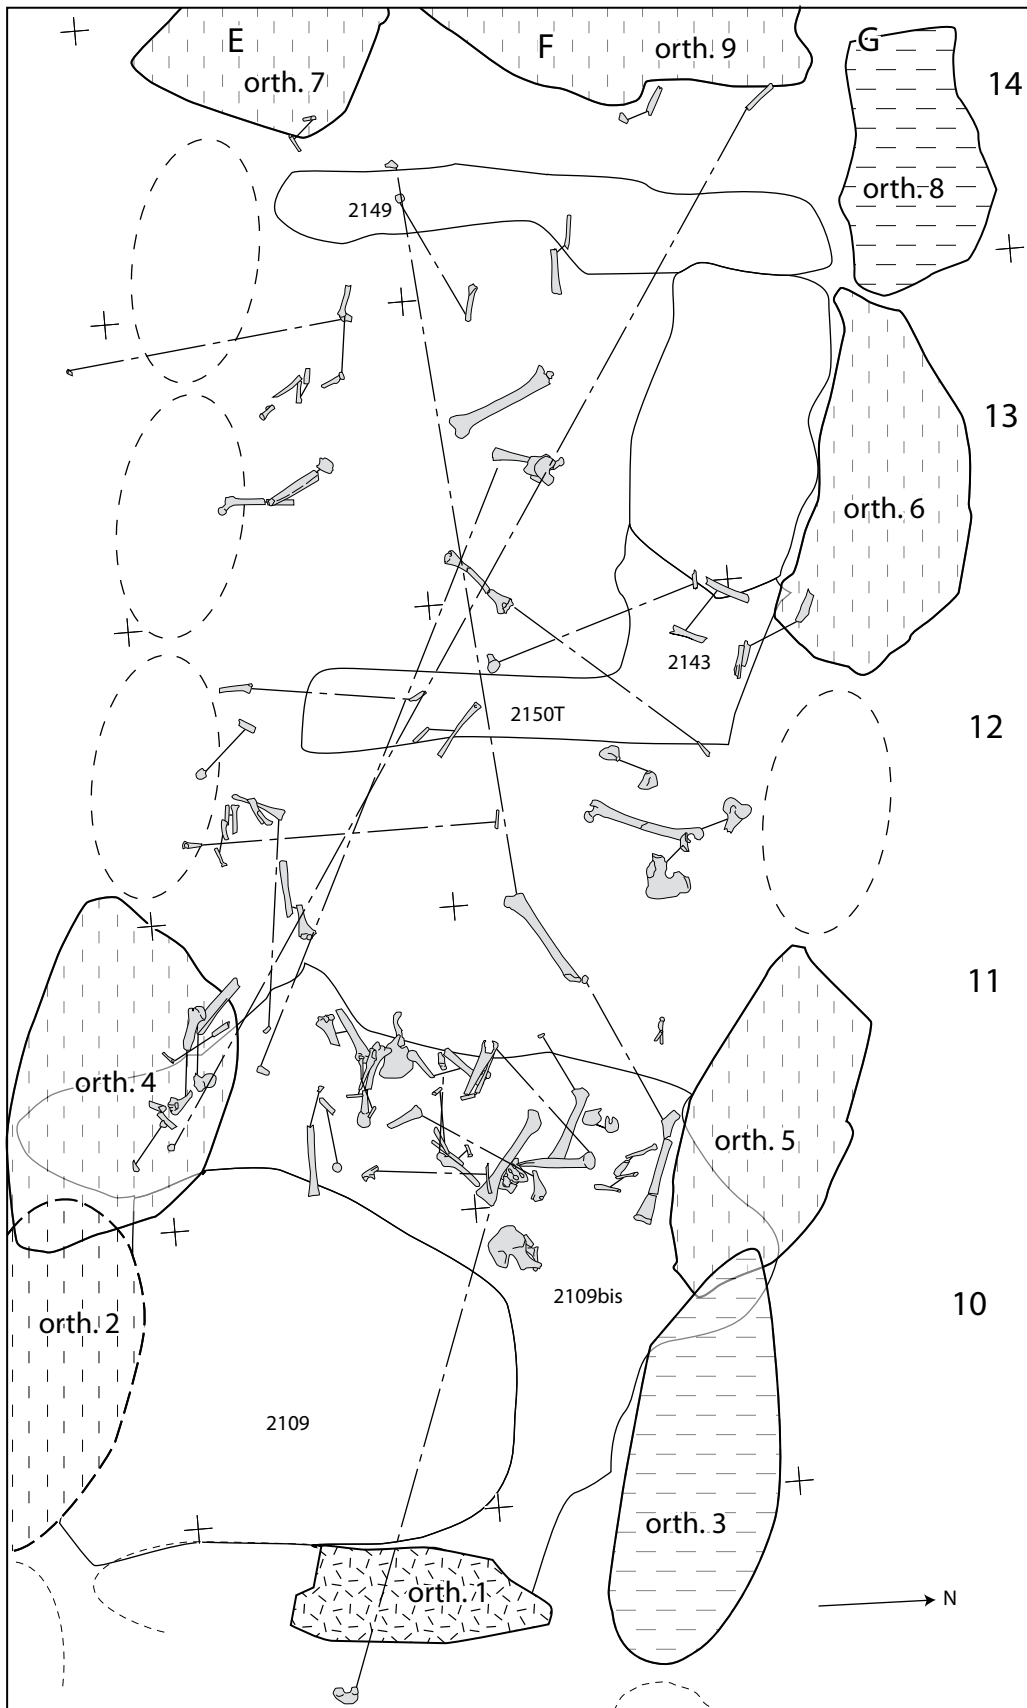 E
F
G
orth. 7
orth. 9
14
orth. 8
2149
13
orth. 6
2143
2150T
12
11
orth. 4
orth. 5
2109bis
10
orth. 2
2109
orth. 3
orth. 1
N